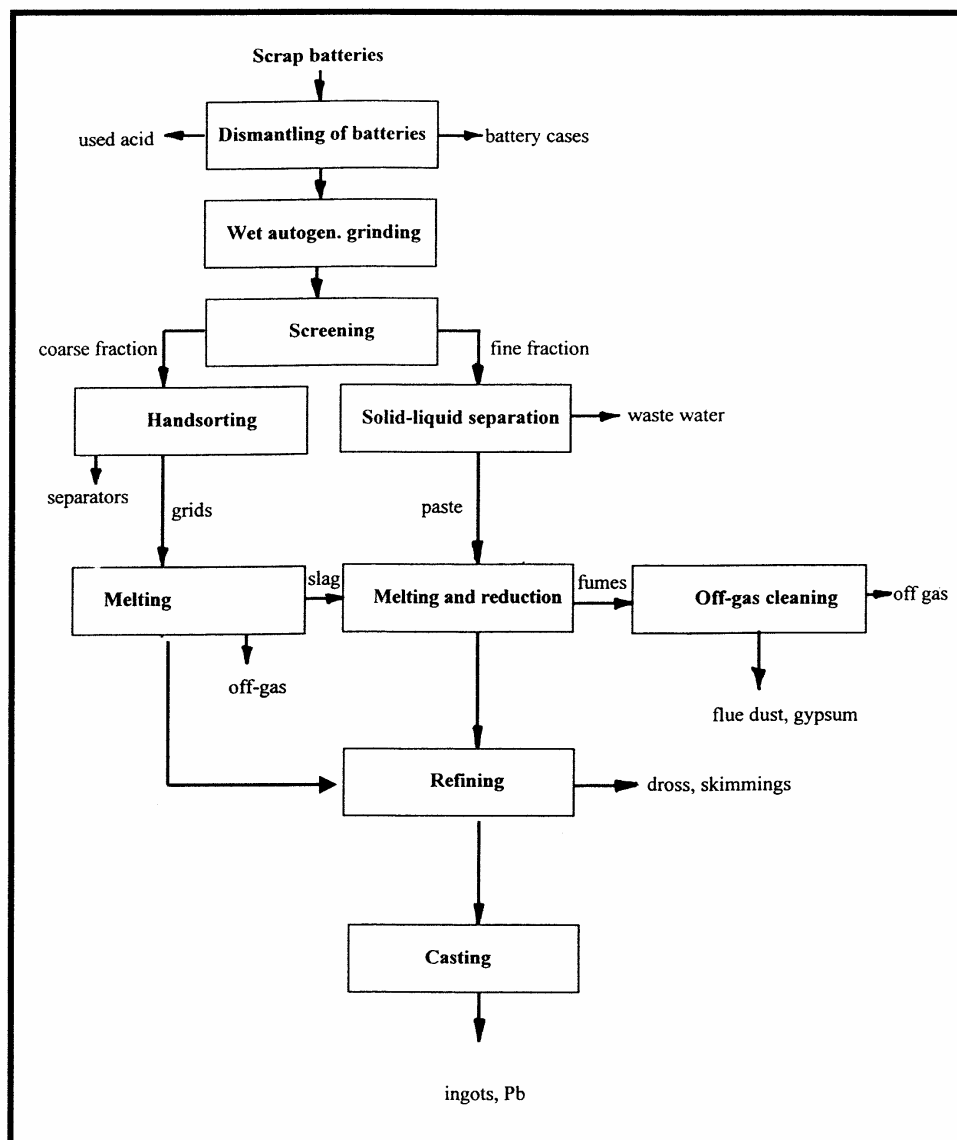 Scrap batteries
used acid
Dismantling of batteries
battery cases
Wet autogen. grinding
Screening
coarse fraction
fine fraction
Handsorting
Solid-liquid separation
waste water
separators
grids
paste
Melting
slag
Melting and reduction
fumes
Off-gas cleaning
off gas
off-gas
flue dust, gypsum
Refining
dross, skimmings
Casting
ingots, Pb